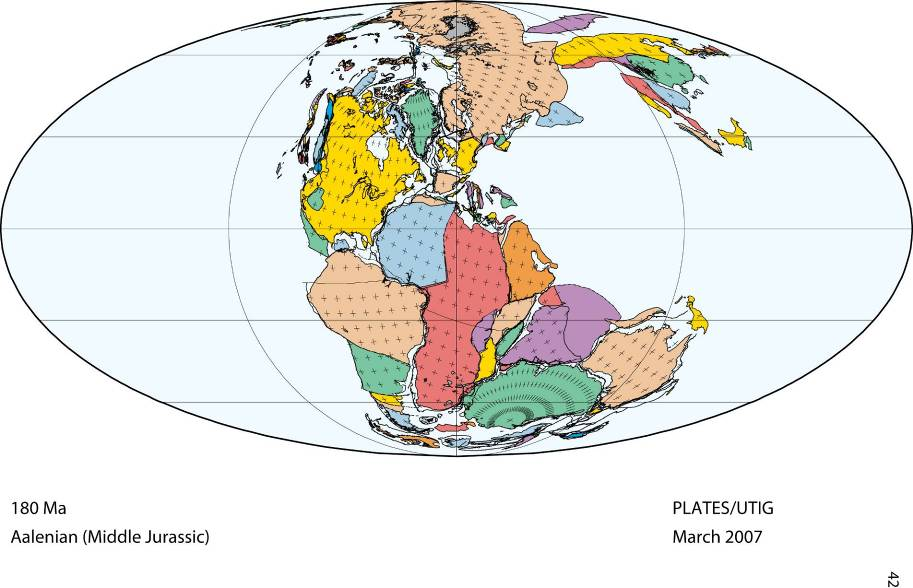 180 Ma
Aalenian (Middle Jurassic)
PLATES/UTIG
March 2007
42